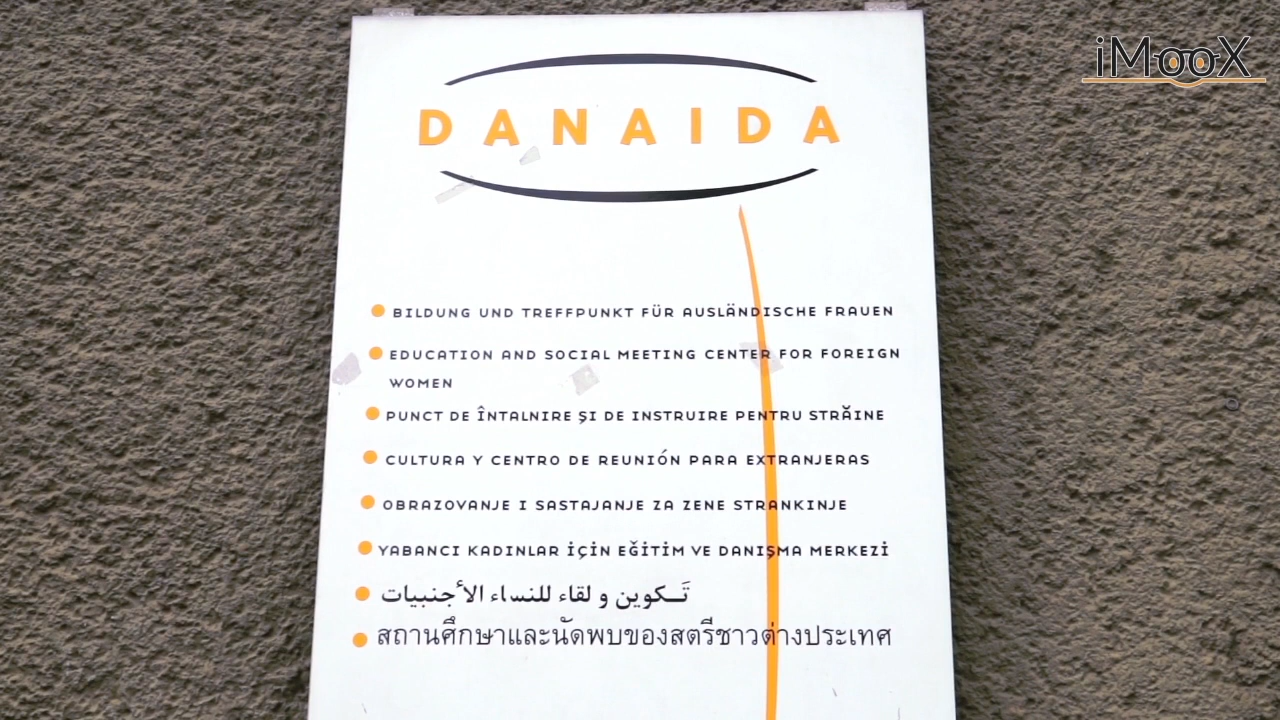 iMooX
DANAIDA
BILDUNG UND TREFFPUNKT FÜR AUSLÄNDISCHE FRAUEN
EDUCATION AND SOCIAL MEETING CENTER FOR FOREIGN
WOMEN
PUNCT DE ÎNTALNIRE ŞI DE INSTRUIRE PENTRU STRĂINE
CULTURA Y CENTRO DE REUNIÓN PARA EXTRANJERAS
OBRAZOVANJE I SASTAJANJE ZA ZENE STRANKINJE
YABANCI KADINLAR İÇİN EĞİTİM VE DANIŞMA MERKEZİ
تَـكوين و لقاء للنساء الأجنبيات
สถานศึกษาและนัดพบของสตรีชาวต่างประเทศ